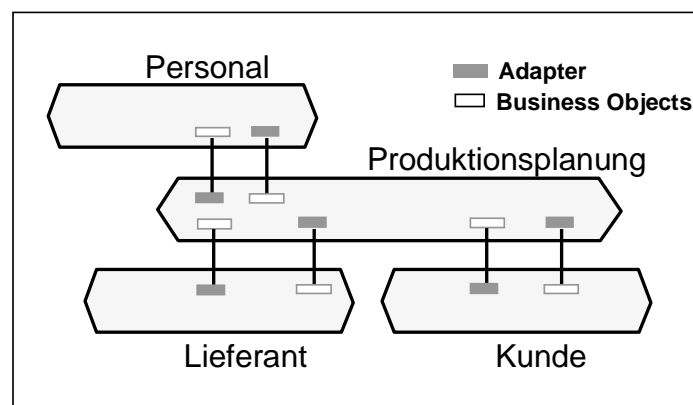 Personal
Adapter
Business Objects
Produktionsplanung
Lieferant
Kunde